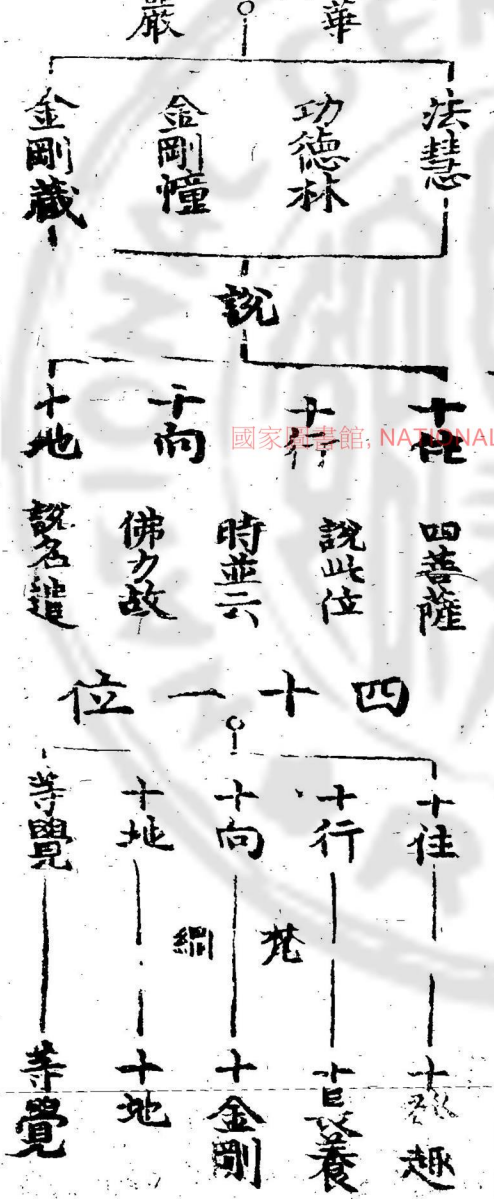 華嚴
法慧
功德林
金剛幢
金剛藏
說
十住
十行
十向
十地
四菩薩
說此位
時並云
佛力故
說名遣
四十一位
十住
十行
十向
十地
等覺
梵網
十發趣
十長養
十金剛
十地
等覺
國家圖書館, NATIONAL